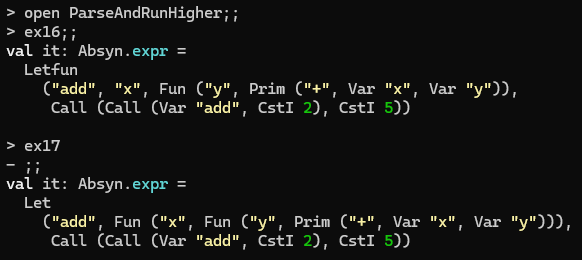 > open ParseAndRunHigher;;
> ex16;;
val it: Absyn.expr =
  Letfun
    ("add", "x", Fun ("y", Prim ("+", Var "x", Var "y")),
     Call (Call (Var "add", CstI 2), CstI 5))

> ex17
- ;;
val it: Absyn.expr =
  Let
    ("add", Fun ("x", Fun ("y", Prim ("+", Var "x", Var "y"))),
     Call (Call (Var "add", CstI 2), CstI 5))